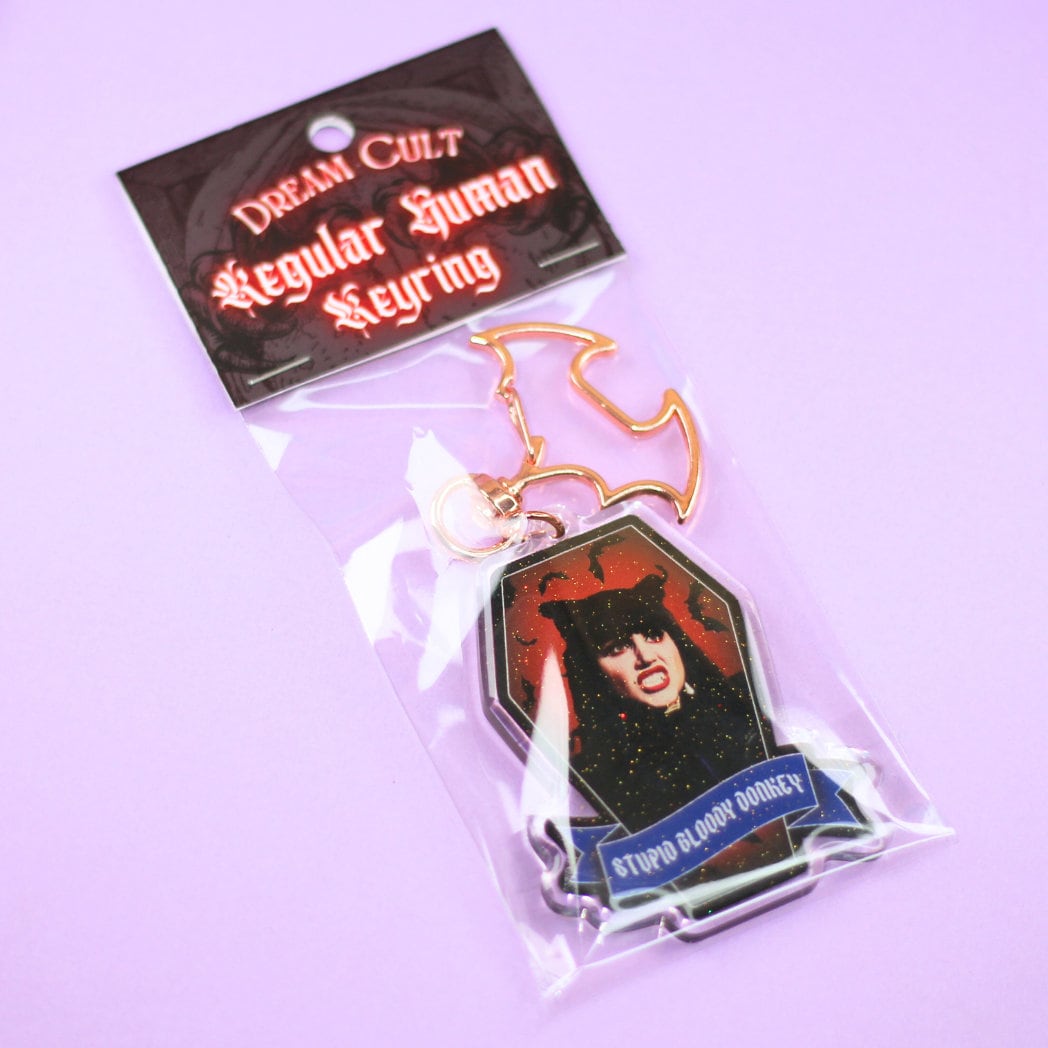 DREAM CULT
Regular Human
Keyring
STUPID BLOODY DONKEY